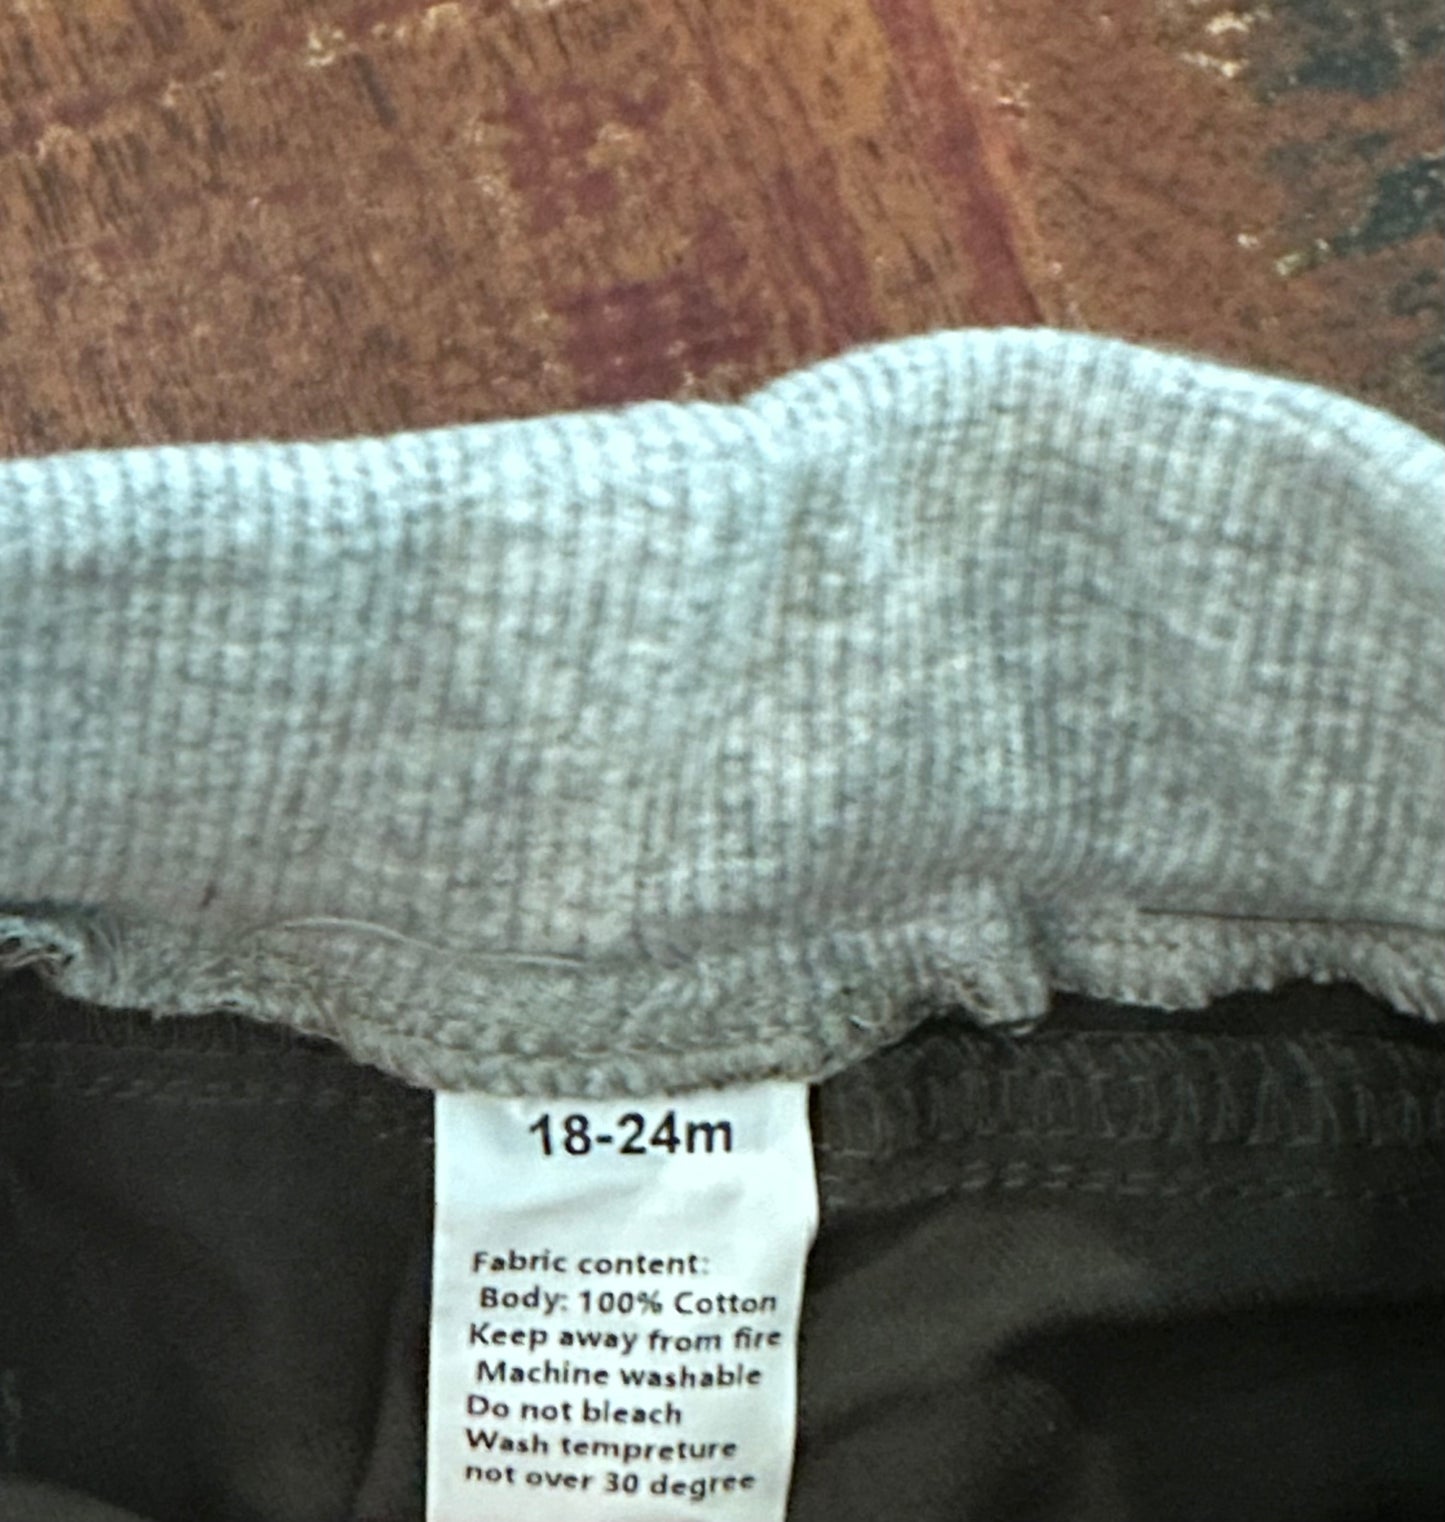 18-24m
Fabric content:
Body: 100% Cotton
Keep away from fire
Machine washable
Do not bleach
Wash tempreture
not over 30 degree